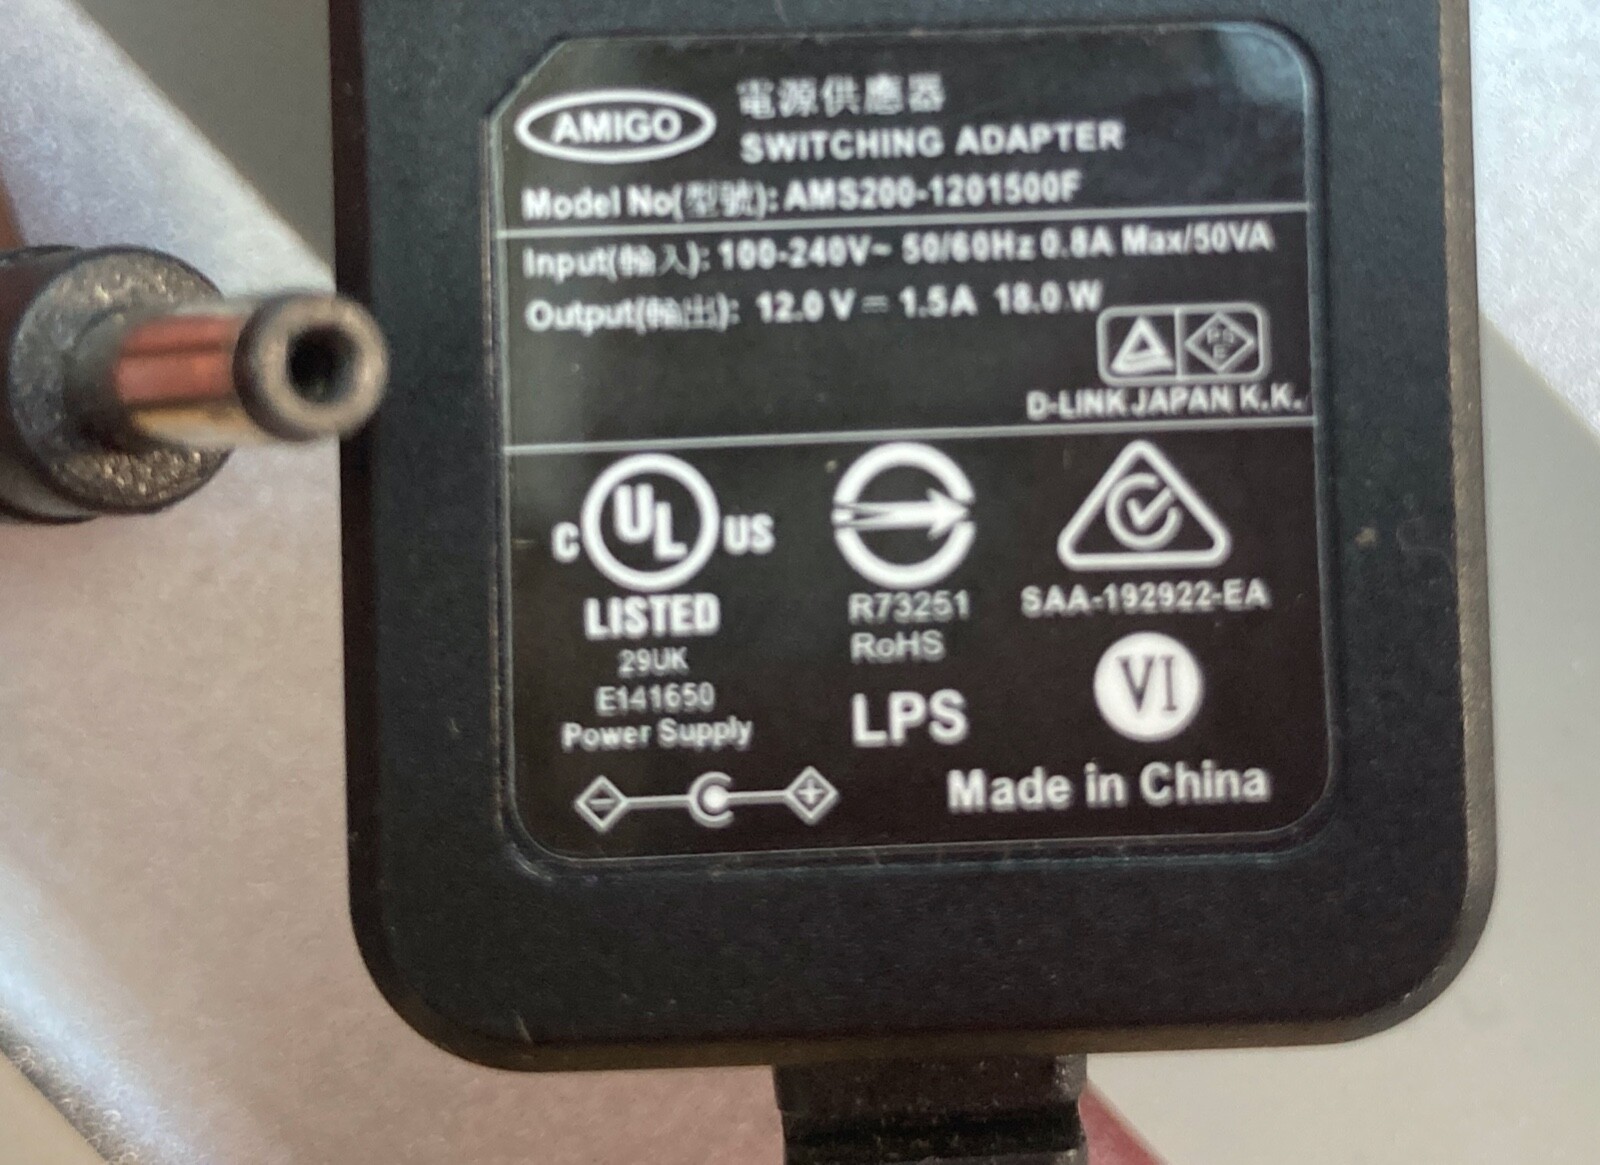 AMIGO
電源供應器
SWITCHING ADAPTER
Model No(型號): AMS200-1201500F
Input(輸入): 100-240V~ 50/60Hz 0.8A Max/50VA
Output(輸出): 12.0 V⎓1.5A 18.0 W
PS
E
D-LINK JAPAN K.K.
C UL US
LISTED
29UK
E141650
Power Supply
R73251
RoHS
LPS
SAA-192922-EA
VI
− +
Made in China